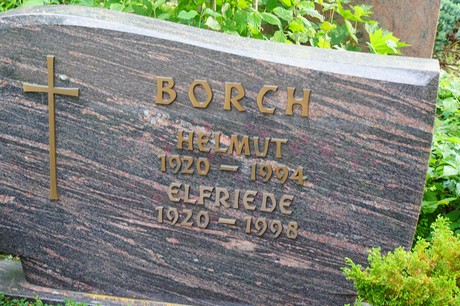 BORCH
HELMUT
1920 – 1994
ELFRIEDE
1920 – 1998